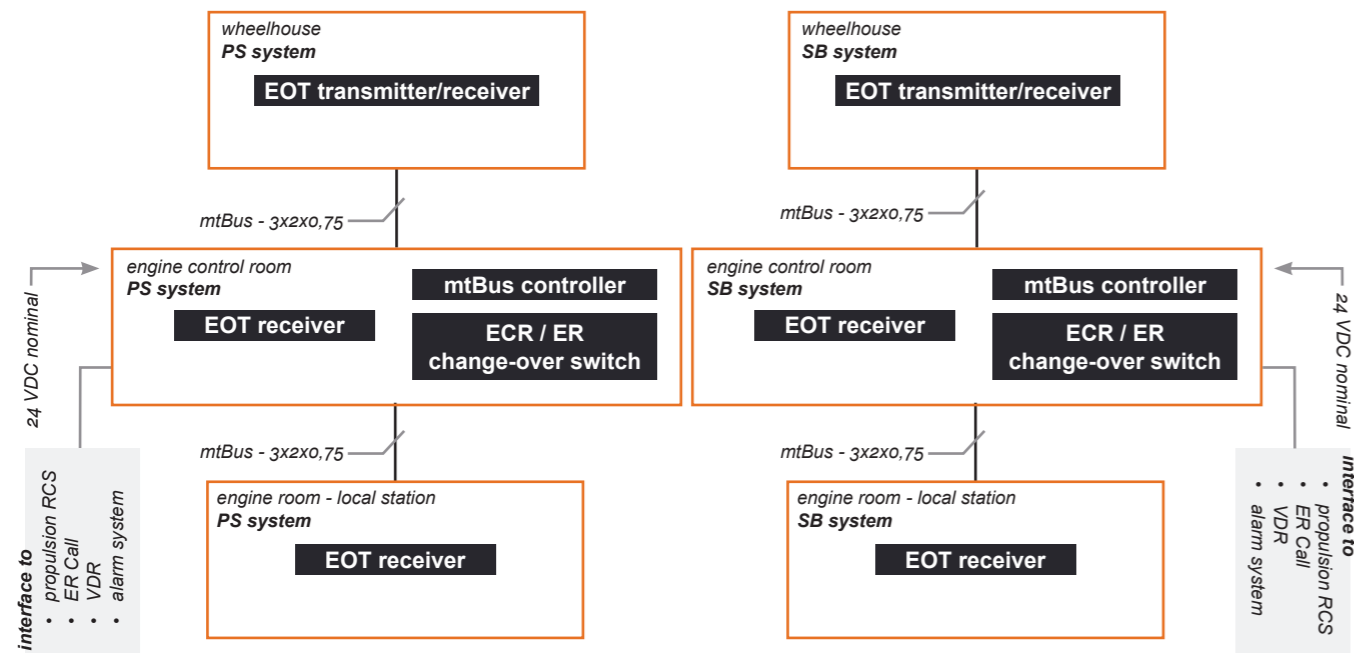 wheelhouse
PS system
EOT transmitter/receiver
wheelhouse
SB system
EOT transmitter/receiver
mtBus - 3x2x0,75
mtBus - 3x2x0,75
24 VDC nominal
engine control room
PS system
EOT receiver
mtBus controller
ECR / ER
change-over switch
engine control room
SB system
EOT receiver
mtBus controller
ECR / ER
change-over switch
24 VDC nominal
mtBus - 3x2x0,75
mtBus - 3x2x0,75
interface to
• propulsion RCS
• ER Call
• VDR
• alarm system
engine room - local station
PS system
EOT receiver
engine room - local station
SB system
EOT receiver
interface to
• propulsion RCS
• ER Call
• VDR
• alarm system